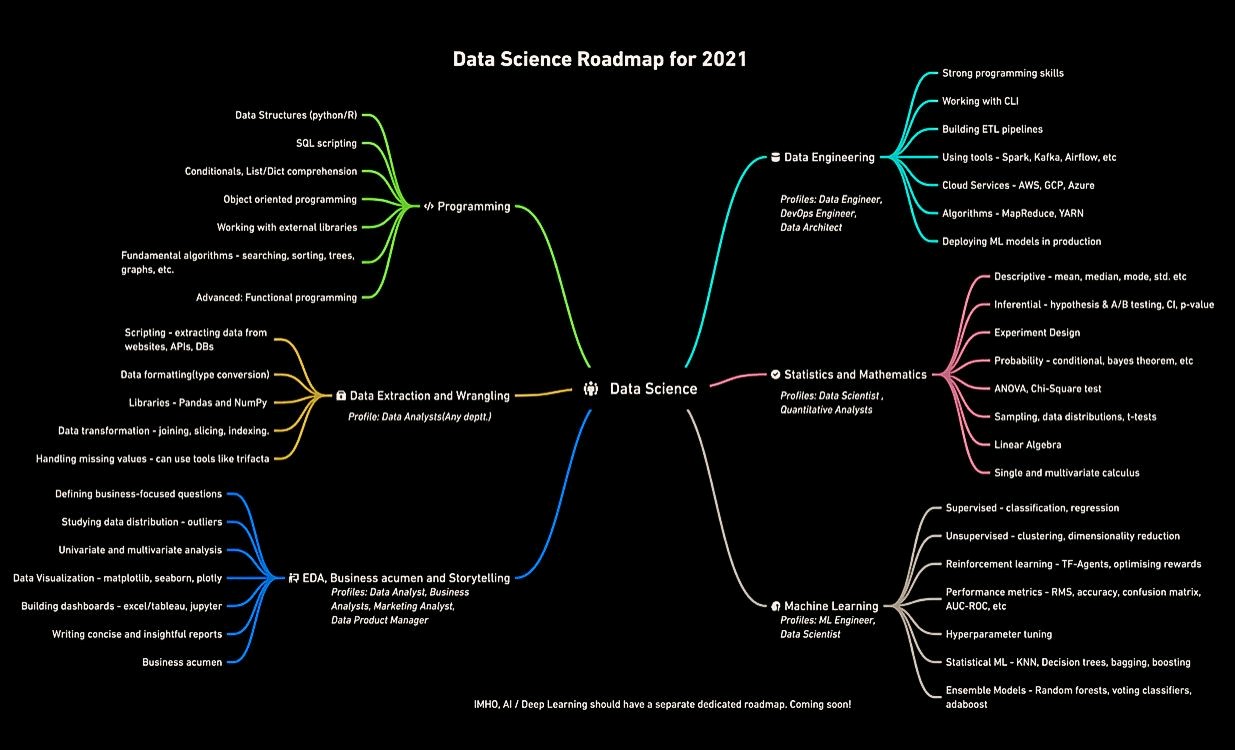 Data Science Roadmap for 2021
Data Structures (python/R)
SQL scripting
Conditionals, List/Dict comprehension
Object oriented programming
Working with external libraries
Fundamental algorithms - searching, sorting, trees,
graphs, etc.
Advanced: Functional programming
Programming
Scripting - extracting data from
websites, APIs, DBs
Data formatting(type conversion)
Libraries - Pandas and NumPy
Data transformation - joining, slicing, indexing.
Handling missing values - can use tools like trifacta
Data Extraction and Wrangling
Profile: Data Analysts(Any deptt.)
Defining business-focused questions
Studying data distribution - outliers
Univariate and multivariate analysis
Data Visualization - matplotlib, seaborn, plotly
Building dashboards - excel/tableau, jupyter
Writing concise and insightful reports
Business acumen
EDA, Business acumen and Storytelling
Profiles: Data Analyst, Business
Analysts, Marketing Analyst,
Data Product Manager
Data Science
Data Engineering
Profiles: Data Engineer,
DevOps Engineer,
Data Architect
Strong programming skills
Working with CLI
Building ETL pipelines
Using tools - Spark, Kafka, Airflow, etc
Cloud Services - AWS, GCP, Azure
Algorithms - MapReduce, YARN
Deploying ML models in production
Statistics and Mathematics
Profiles: Data Scientist ,
Quantitative Analysts
Descriptive - mean, median, mode, std. etc
Inferential - hypothesis & A/B testing, CI, p-value
Experiment Design
Probability - conditional, bayes theorem, etc
ANOVA, Chi-Square test
Sampling, data distributions, t-tests
Linear Algebra
Single and multivariate calculus
Machine Learning
Profiles: ML Engineer,
Data Scientist
Supervised - classification, regression
Unsupervised - clustering, dimensionality reduction
Reinforcement learning - TF-Agents, optimising rewards
Performance metrics - RMS, accuracy, confusion matrix,
AUC-ROC, etc
Hyperparameter tuning
Statistical ML - KNN, Decision trees, bagging, boosting
Ensemble Models - Random forests, voting classifiers,
adaboost
IMHO, AI / Deep Learning should have a separate dedicated roadmap. Coming soon!